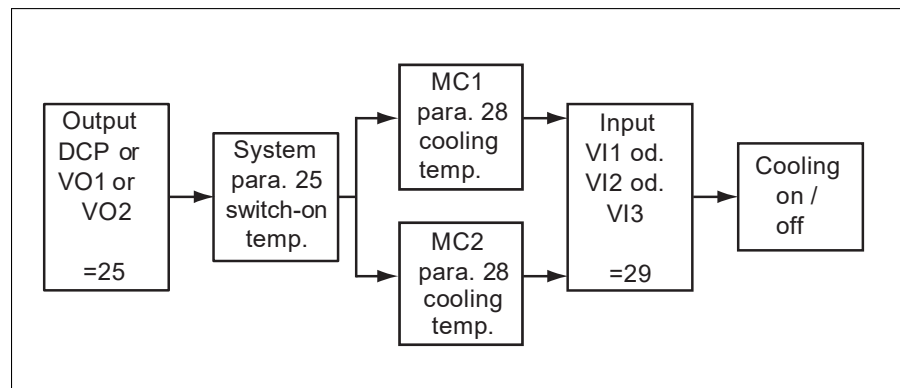 Output
DCP or
VO1 or
VO2
=25
System
para. 25
switch-on
temp.
MC1
para. 28
cooling
temp.
MC2
para. 28
cooling
temp.
Input
VI1 od.
VI2 od.
VI3
=29
Cooling
on /
off